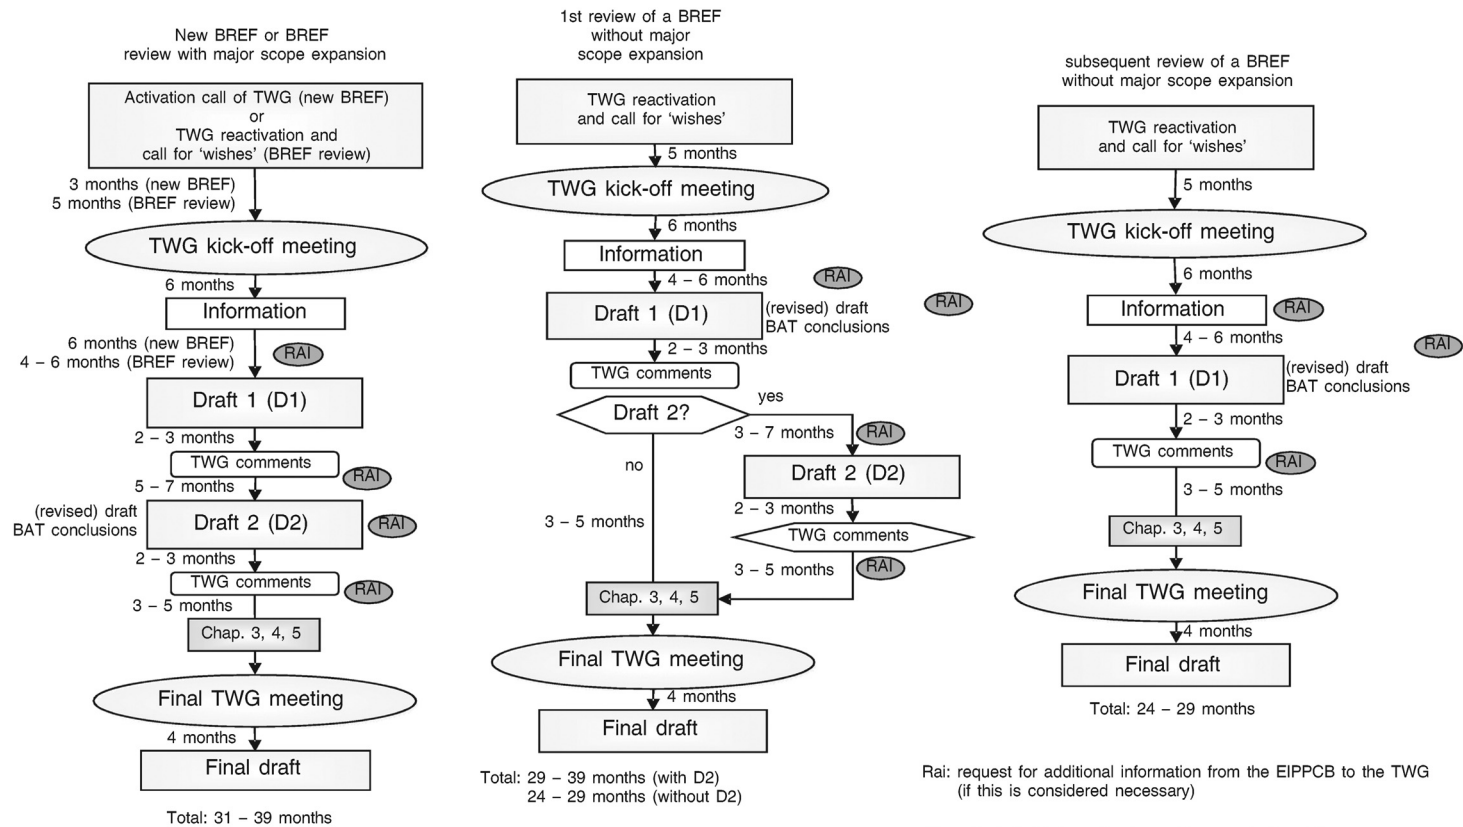 New BREF or BREF
review with major scope expansion
Activation call of TWG (new BREF)
or
TWG reactivation and
call for ‘wishes’ (BREF review)
3 months (new BREF)
5 months (BREF review)
TWG kick-off meeting
6 months
Information
6 months (new BREF)
4 – 6 months (BREF review)
RAI
Draft 1 (D1)
2 – 3 months
TWG comments
RAI
5 – 7 months
(revised) draft
BAT conclusions
Draft 2 (D2)
RAI
2 – 3 months
TWG comments
RAI
3 – 5 months
Chap. 3, 4, 5
Final TWG meeting
4 months
Final draft
Total: 31 – 39 months
1st review of a BREF
without major
scope expansion
TWG reactivation
and call for ‘wishes’
5 months
TWG kick-off meeting
6 months
Information
4 – 6 months
RAI
Draft 1 (D1)
(revised) draft
BAT conclusions
RAI
2 – 3 months
TWG comments
Draft 2?
yes
3 – 7 months
RAI
no
Draft 2 (D2)
2 – 3 months
3 – 5 months
TWG comments
3 – 5 months
RAI
Chap. 3, 4, 5
Final TWG meeting
4 months
Final draft
Total: 29 – 39 months (with D2)
24 – 29 months (without D2)
subsequent review of a BREF
without major scope expansion
TWG reactivation
and call for ‘wishes’
5 months
TWG kick-off meeting
6 months
Information
RAI
4 – 6 months
RAI
Draft 1 (D1)
(revised) draft
BAT conclusions
2 – 3 months
TWG comments
RAI
3 – 5 months
Chap. 3, 4, 5
Final TWG meeting
4 months
Final draft
Total: 24 – 29 months
Rai: request for additional information from the EIPPCB to the TWG
(if this is considered necessary)